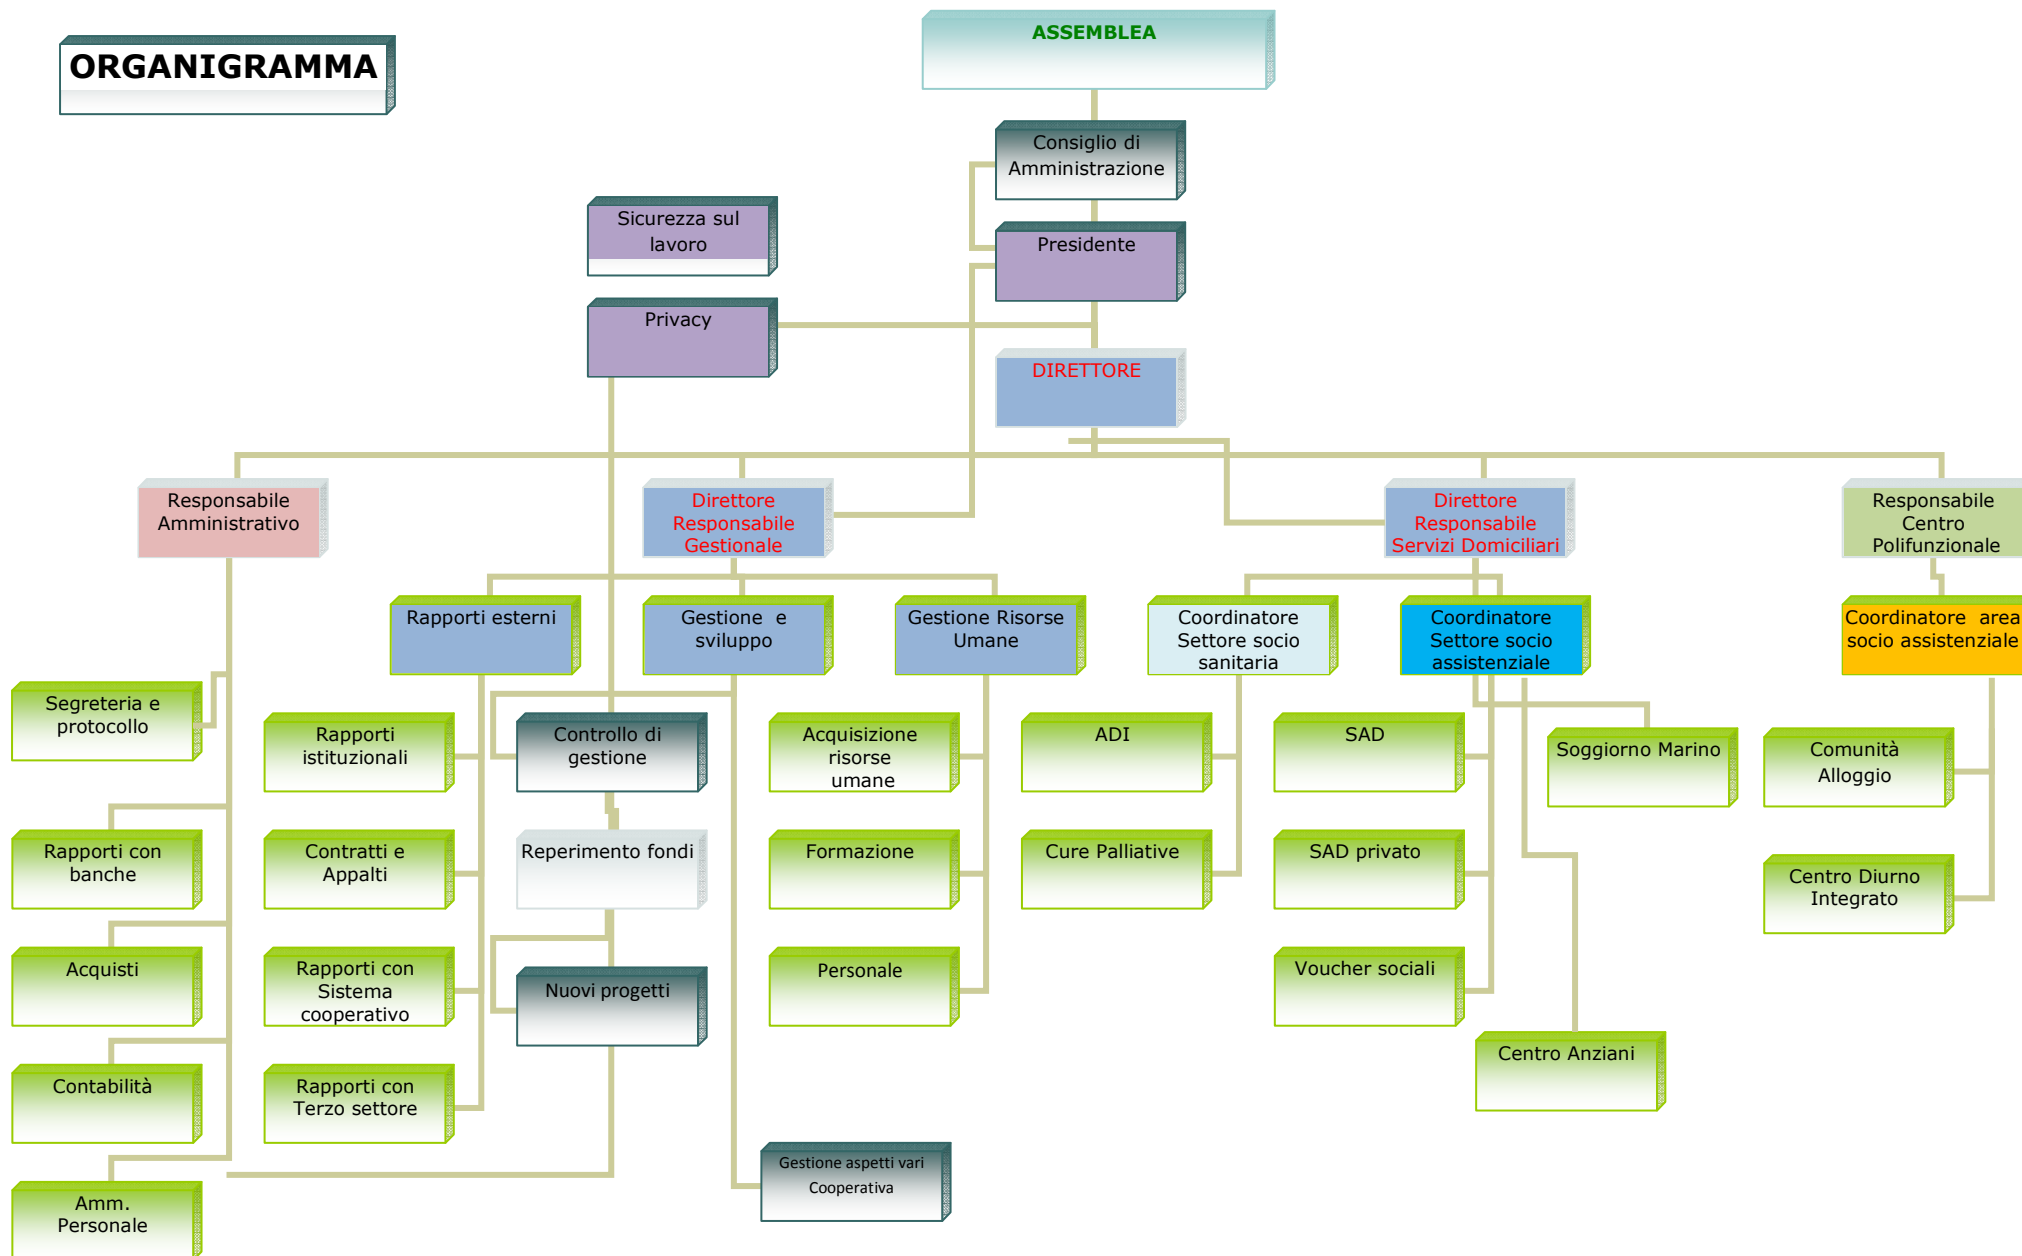 ORGANIGRAMMA
ASSEMBLEA
Consiglio di
Amministrazione
Sicurezza sul
lavoro
Presidente
Privacy
DIRETTORE
Responsabile
Amministrativo
Direttore
Responsabile
Gestionale
Direttore
Responsabile
Servizi Domiciliari
Responsabile
Centro
Polifunzionale
Rapporti esterni
Gestione e
sviluppo
Gestione Risorse
Umane
Coordinatore
Settore socio
sanitaria
Coordinatore
Settore socio
assistenziale
Coordinatore area
socio assistenziale
Segreteria e
protocollo
Rapporti
istituzionali
Controllo di
gestione
Acquisizione
risorse
umane
ADI
SAD
Soggiorno Marino
Comunità
Alloggio
Rapporti con
banche
Contratti e
Appalti
Reperimento fondi
Formazione
Cure Palliative
SAD privato
Centro Diurno
Integrato
Acquisti
Rapporti con
Sistema
cooperativo
Nuovi progetti
Personale
Voucher sociali
Centro Anziani
Contabilità
Rapporti con
Terzo settore
Gestione aspetti vari
Cooperativa
Amm.
Personale